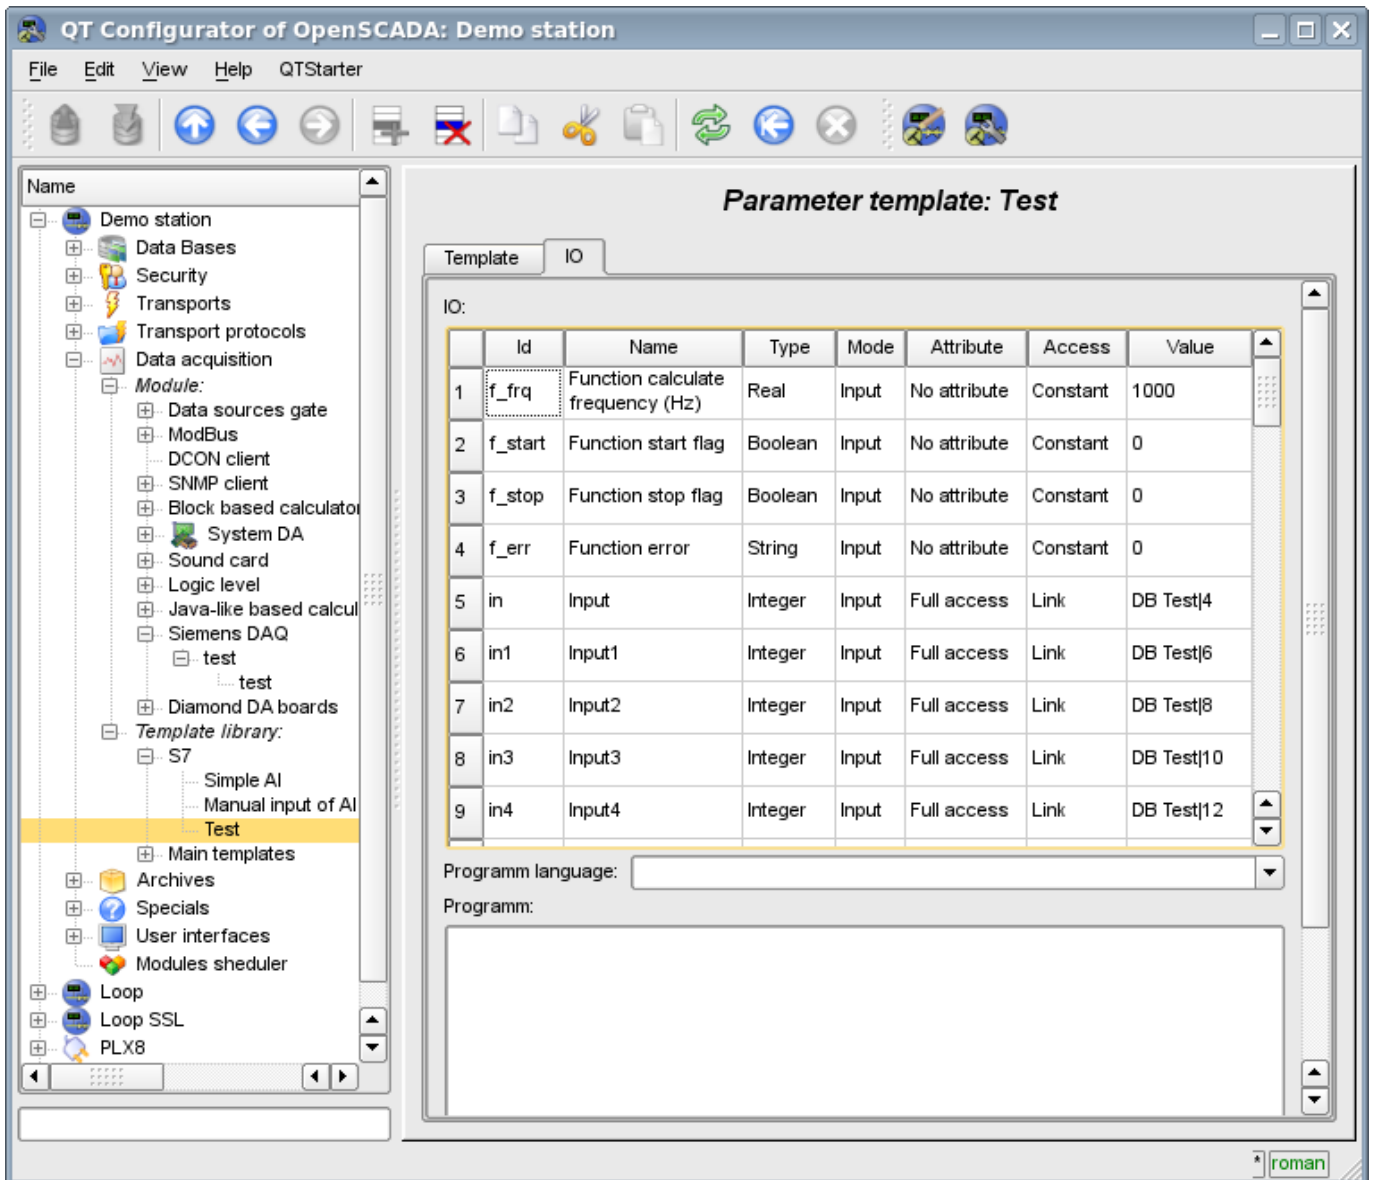 QT Configurator of OpenSCADA: Demo station
File Edit View Help QTStarter
Name
Demo station
Data Bases
Security
Transports
Transport protocols
Data acquisition
Module:
Data sources gate
ModBus
DCON client
SNMP client
Block based calculator
System DA
Sound card
Logic level
Java-like based calcul
Siemens DAQ
test
test
Diamond DA boards
Template library:
S7
Simple AI
Manual input of AI
Test
Main templates
Archives
Specials
User interfaces
Modules sheduler
Loop
Loop SSL
PLX8
Parameter template: Test
Template IO
IO:
Id Name Type Mode Attribute Access Value
1 f_frq Function calculate frequency (Hz) Real Input No attribute Constant 1000
2 f_start Function start flag Boolean Input No attribute Constant 0
3 f_stop Function stop flag Boolean Input No attribute Constant 0
4 f_err Function error String Input No attribute Constant 0
5 in Input Integer Input Full access Link DB Test|4
6 in1 Input1 Integer Input Full access Link DB Test|6
7 in2 Input2 Integer Input Full access Link DB Test|8
8 in3 Input3 Integer Input Full access Link DB Test|10
9 in4 Input4 Integer Input Full access Link DB Test|12
Programm language:
Programm:
* roman